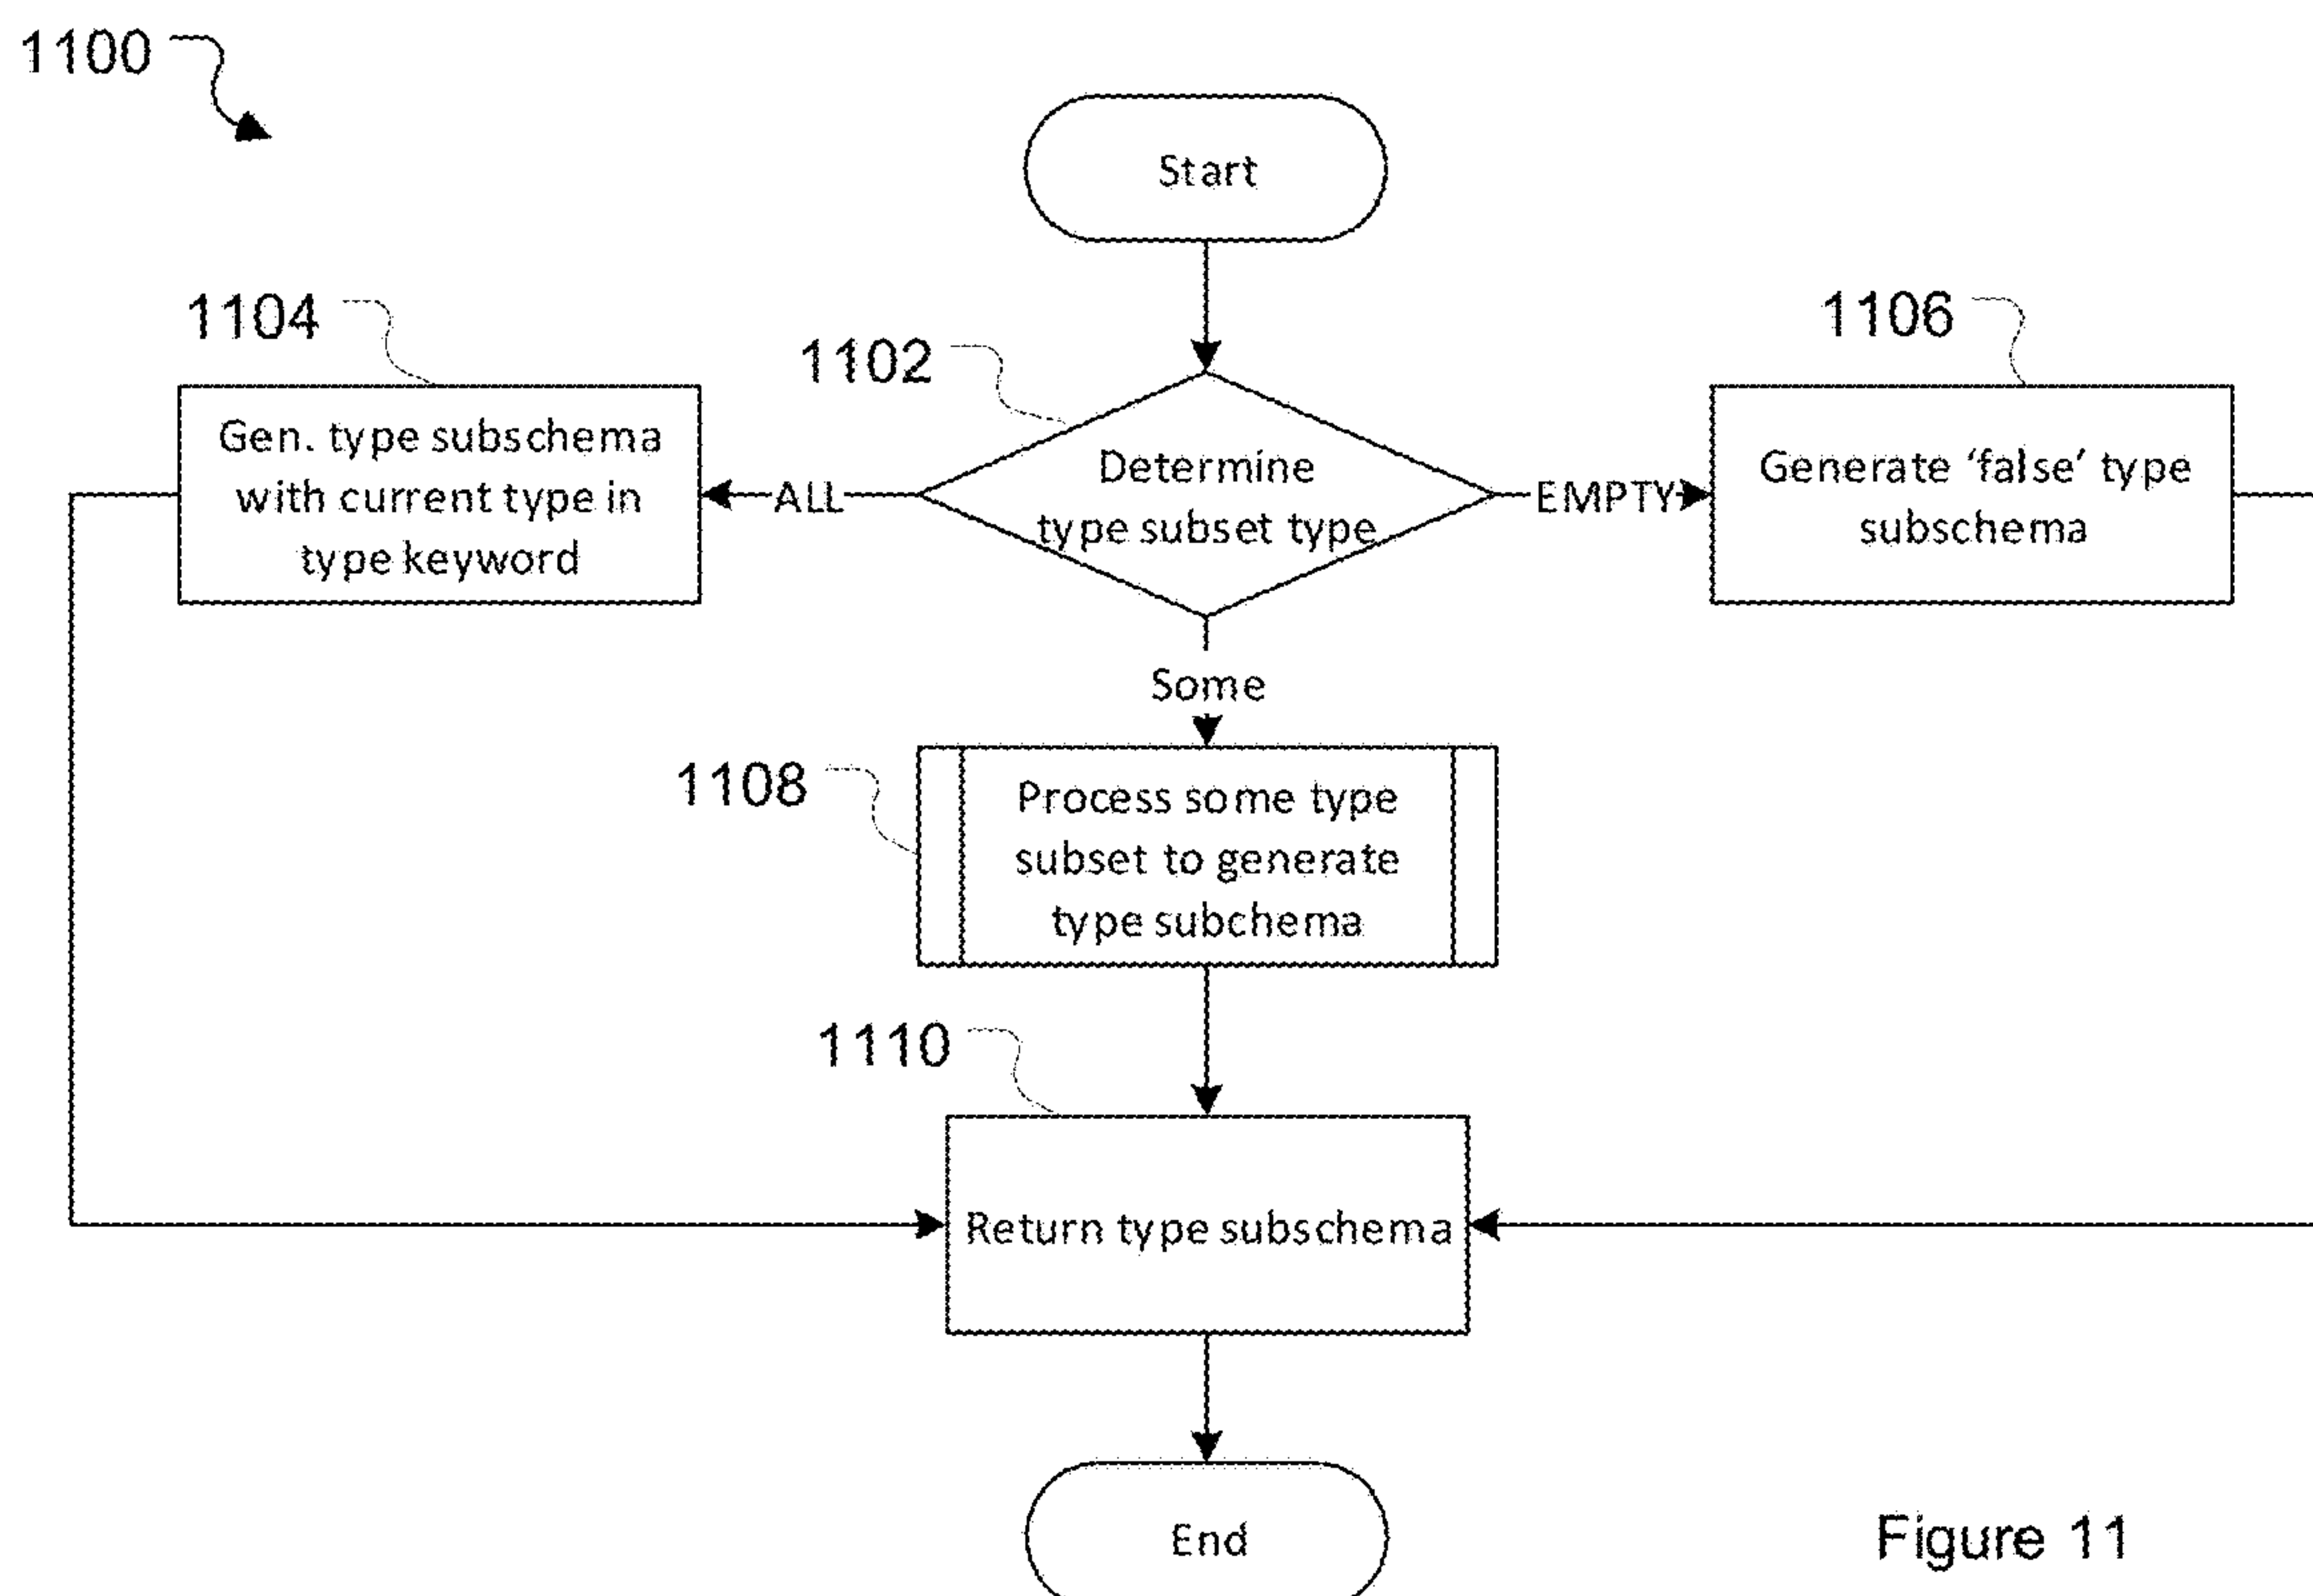 1100
Start
1104
1102
1106
Gen. type subschema
with current type in
type keyword
ALL
Determine
type subset type
EMPTY
Generate ‘false’ type
subschema
Some
1108
Process some type
subset to generate
type subchema
1110
Return type subschema
End
Figure 11